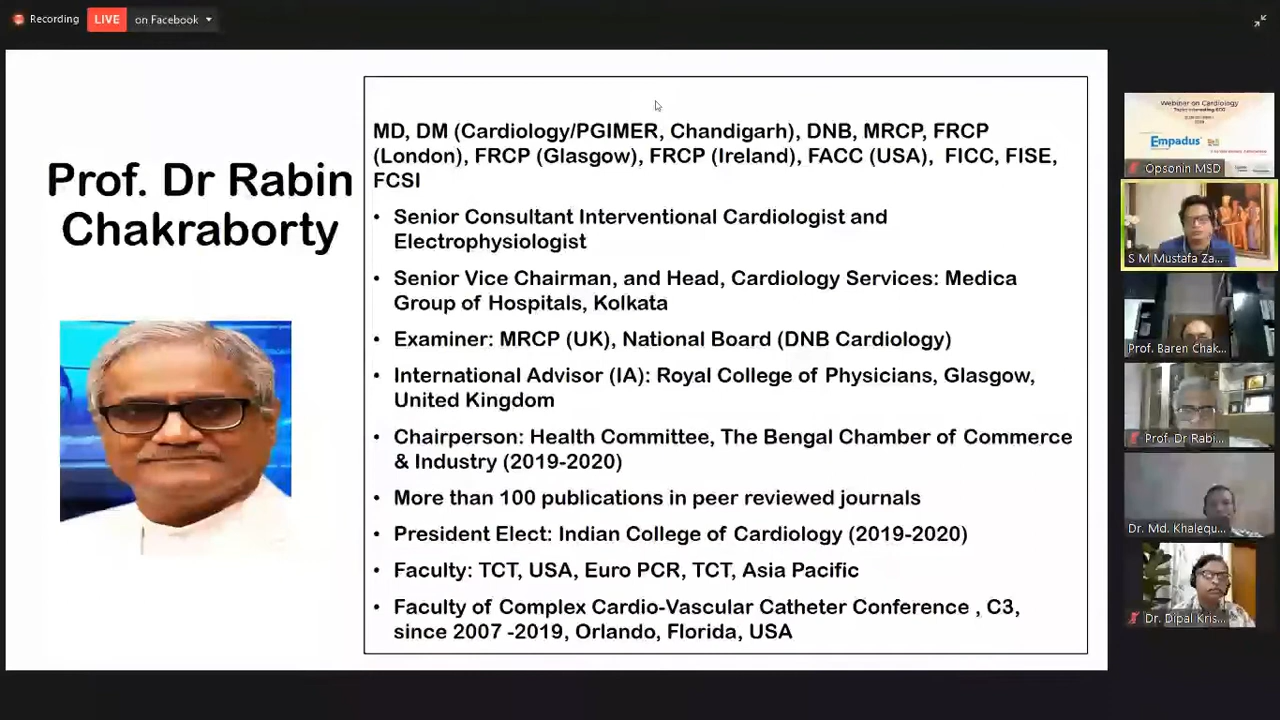 Recording
LIVE
on Facebook
Prof. Dr Rabin
Chakraborty
MD, DM (Cardiology/PGIMER, Chandigarh), DNB, MRCP, FRCP
(London), FRCP (Glasgow), FRCP (Ireland), FACC (USA), FICC, FISE,
FCSI
• Senior Consultant Interventional Cardiologist and
Electrophysiologist
• Senior Vice Chairman, and Head, Cardiology Services: Medica
Group of Hospitals, Kolkata
• Examiner: MRCP (UK), National Board (DNB Cardiology)
• International Advisor (IA): Royal College of Physicians, Glasgow,
United Kingdom
• Chairperson: Health Committee, The Bengal Chamber of Commerce
& Industry (2019-2020)
• More than 100 publications in peer reviewed journals
• President Elect: Indian College of Cardiology (2019-2020)
• Faculty: TCT, USA, Euro PCR, TCT, Asia Pacific
• Faculty of Complex Cardio-Vascular Catheter Conference , C3,
since 2007 -2019, Orlando, Florida, USA
Webinar on Cardiology
Empadus
Opsonin MSD
S M Mustafa Za...
Prof. Baren Chak...
Prof. Dr Rabi...
Dr. Md. Khalequ...
Dr. Dipal Kris...